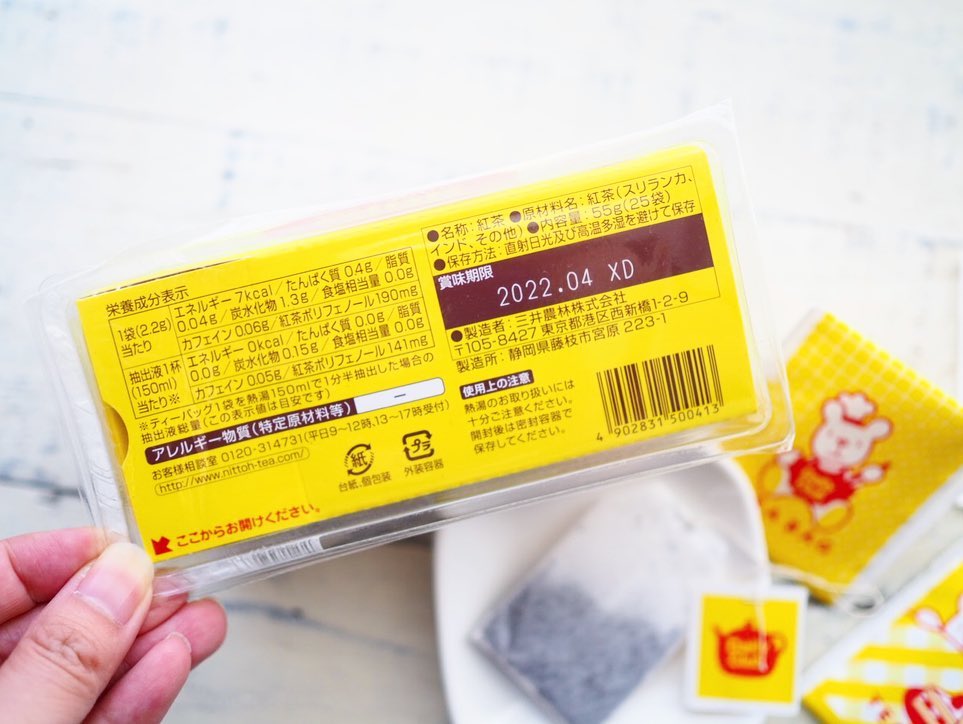 栄養成分表示
1袋(2.2g)当たり
エネルギー7kcal/たんぱく質0.4g/脂質
0.04g/炭水化物1.3g/食塩相当量0.0g
カフェイン0.06g/紅茶ポリフェノール190mg
抽出液1杯(150ml)当たり※
エネルギー0kcal/たんぱく質0.0g/脂質
0.0g/炭水化物0.15g/食塩相当量0.0g
カフェイン0.05g/紅茶ポリフェノール141mg
※ティーバッグ1袋を熱湯150mlで1分半抽出した場合の
抽出液総量(この表示値は目安です)
アレルギー物質(特定原材料等) ー
お客様相談室 0120-314731(平日9〜12時,13〜17時受付)
http://www.nittoh-tea.com/
紙
台紙,個包装
プラ
外装容器
ここからお開けください。
●名称:紅茶 ●原材料名:紅茶(スリランカ、
インド、その他) ●内容量:55g(25袋)
●保存方法:直射日光及び高温多湿を避けて保存
賞味期限
2022.04 XD
●製造者:三井農林株式会社
〒105-8427 東京都港区西新橋1-2-9
製造所:静岡県藤枝市宮原 223-1
使用上の注意
熱湯のお取り扱いには
十分ご注意ください。
開封後は密封容器で
保存してください。
4 902831 500413